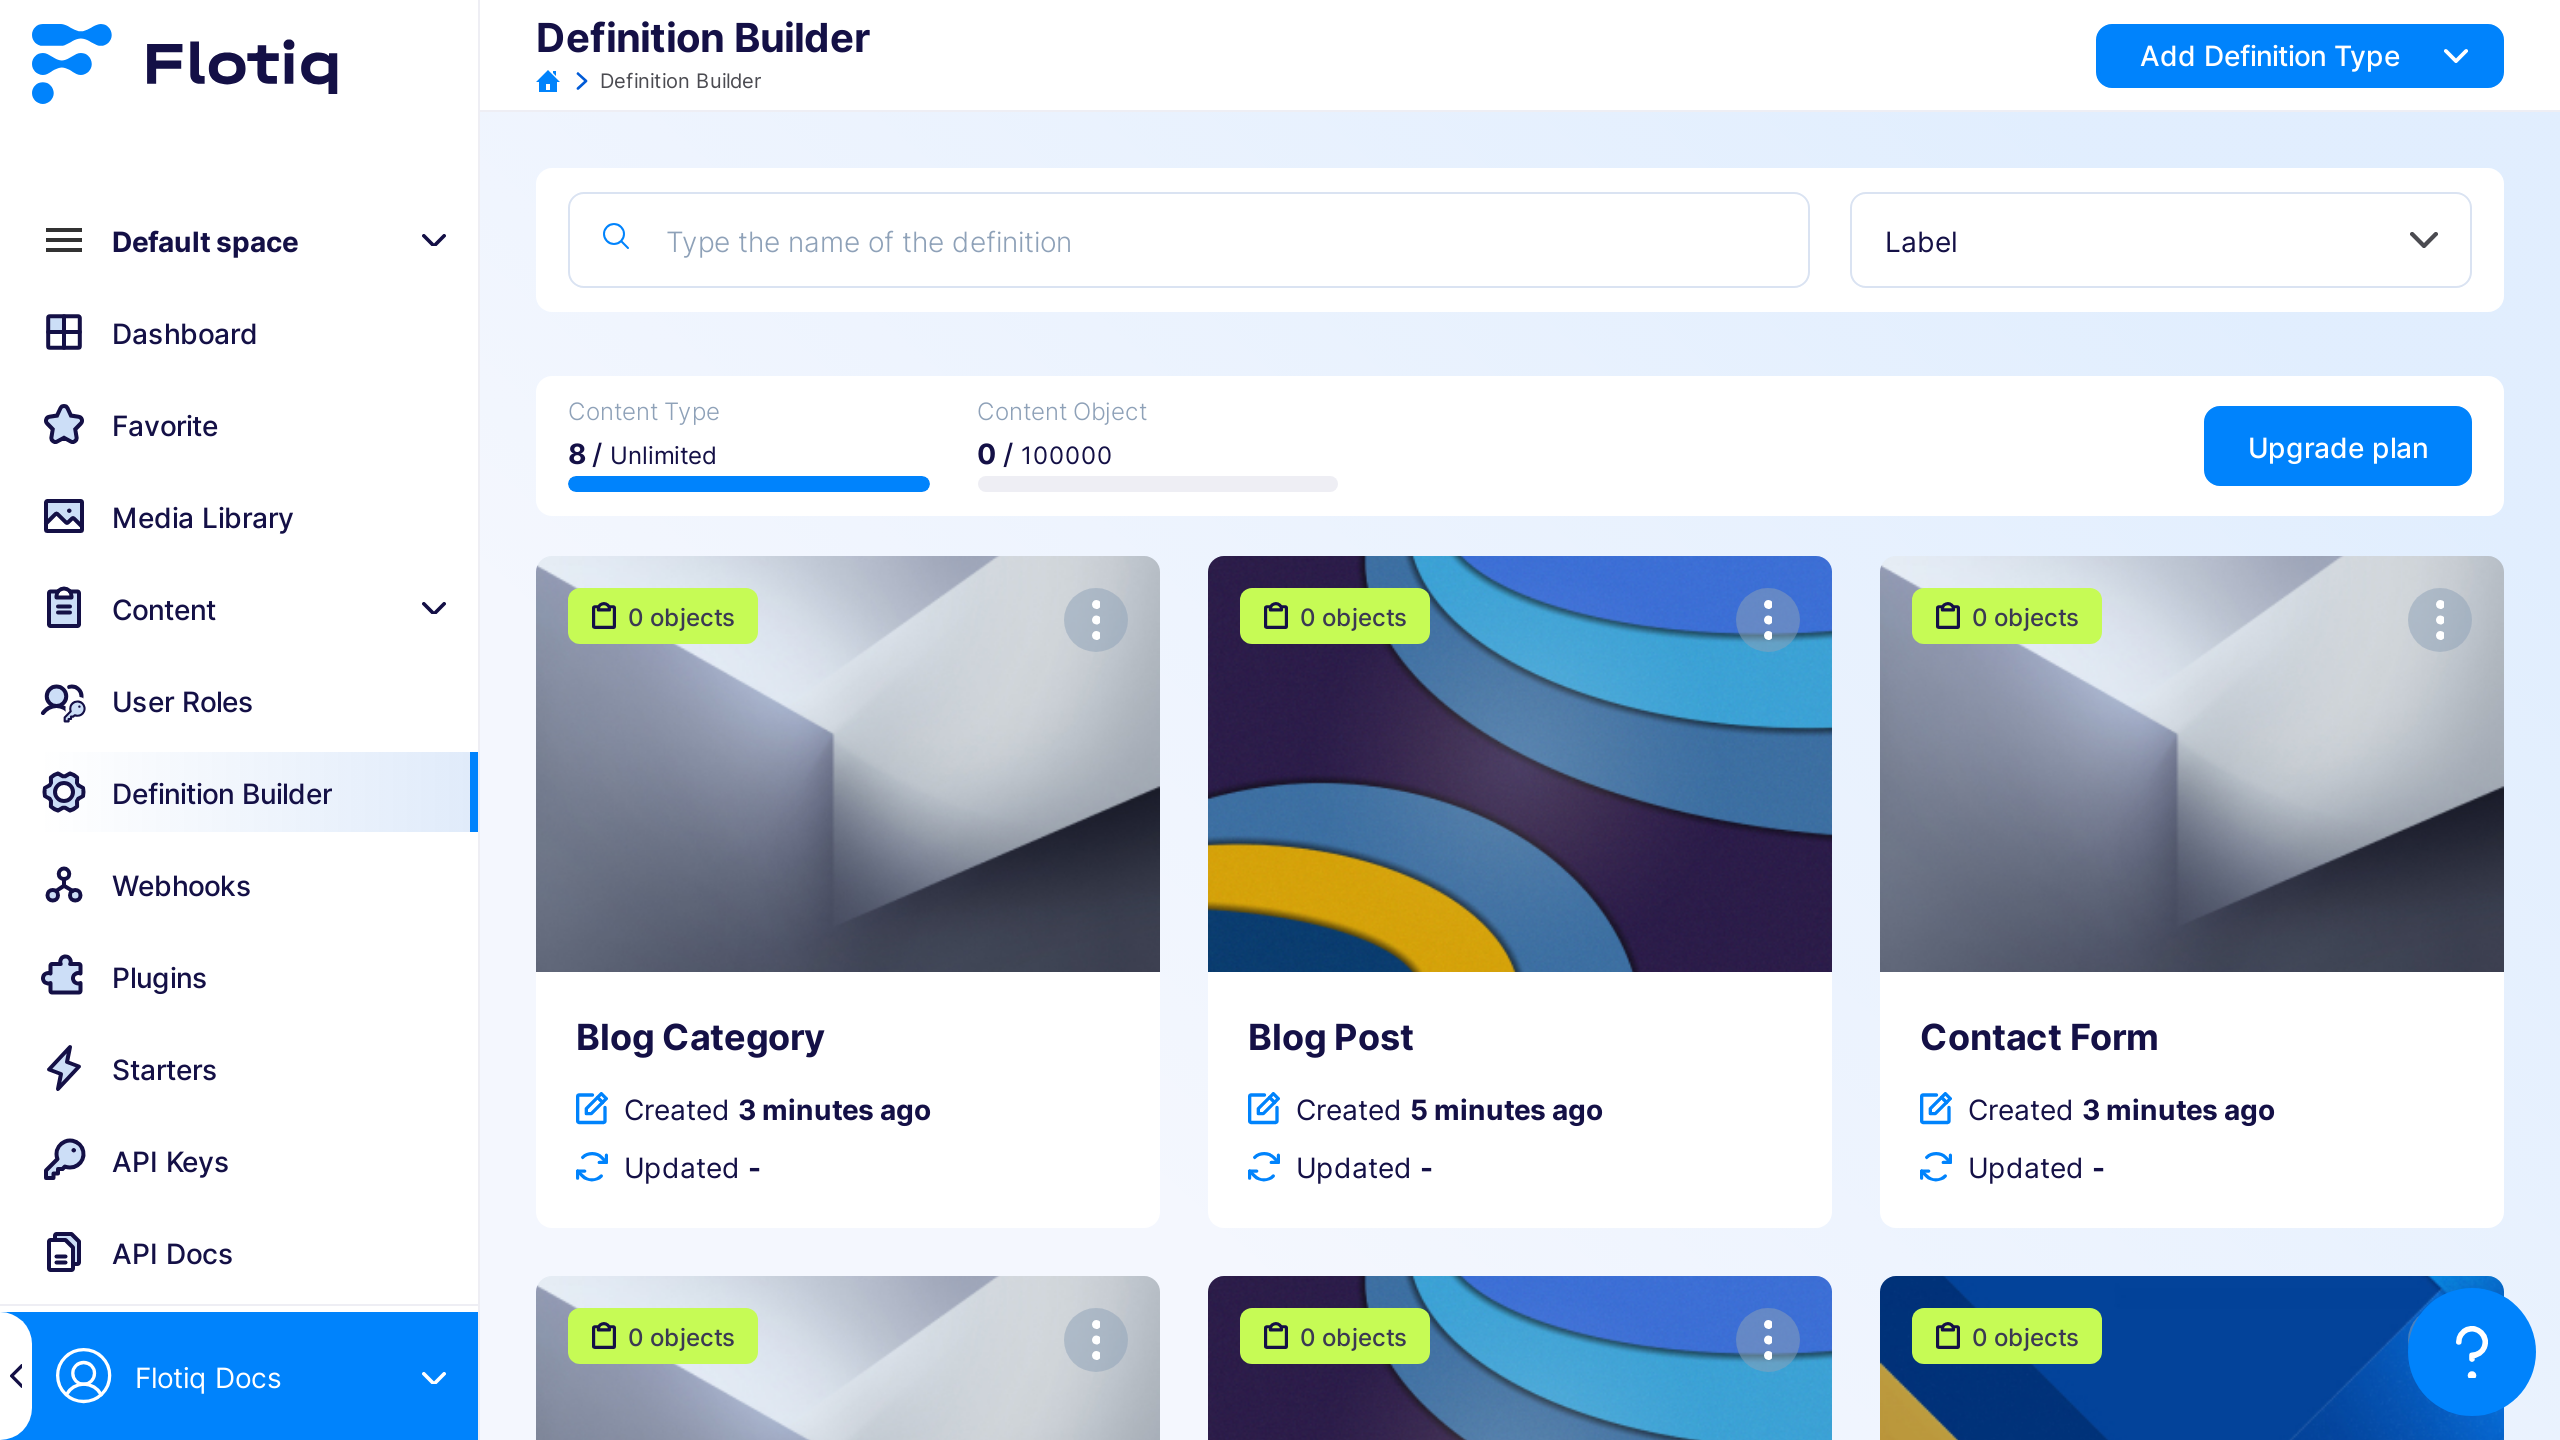 Flotiq
Default space
Dashboard
Favorite
Media Library
Content
User Roles
Definition Builder
Webhooks
Plugins
Starters
API Keys
API Docs
Flotiq Docs
Definition Builder
Definition Builder
Add Definition Type
Type the name of the definition
Label
Content Type
8 / Unlimited
Content Object
0 / 100000
Upgrade plan
0 objects
Blog Category
Created 3 minutes ago
Updated -
0 objects
Blog Post
Created 5 minutes ago
Updated -
0 objects
Contact Form
Created 3 minutes ago
Updated -
0 objects
0 objects
0 objects
?